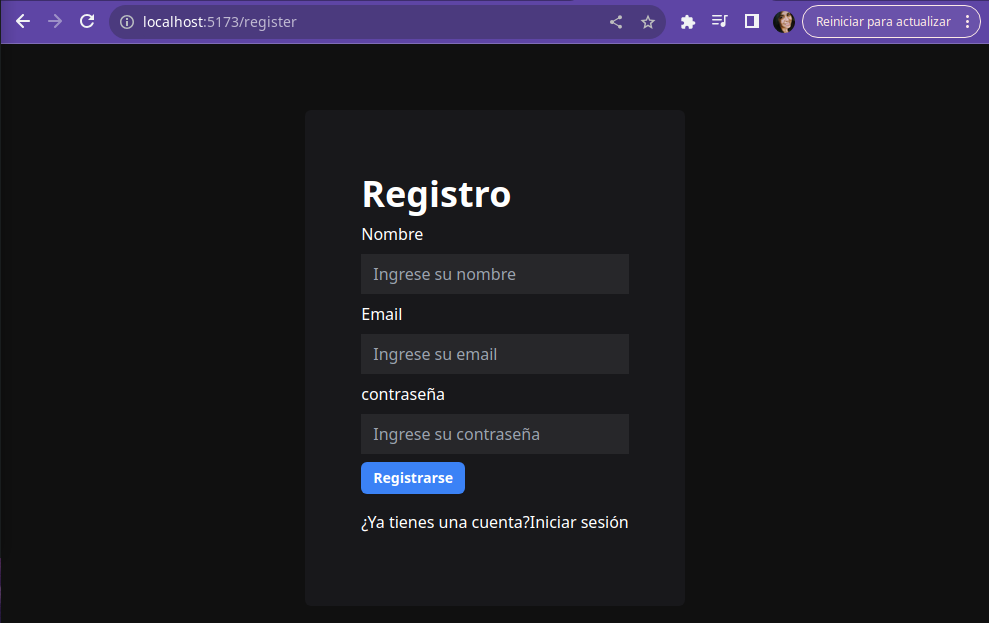 localhost:5173/register
Reiniciar para actualizar
Registro
Nombre
Ingrese su nombre
Email
Ingrese su email
contraseña
Ingrese su contraseña
Registrarse
¿Ya tienes una cuenta?Iniciar sesión